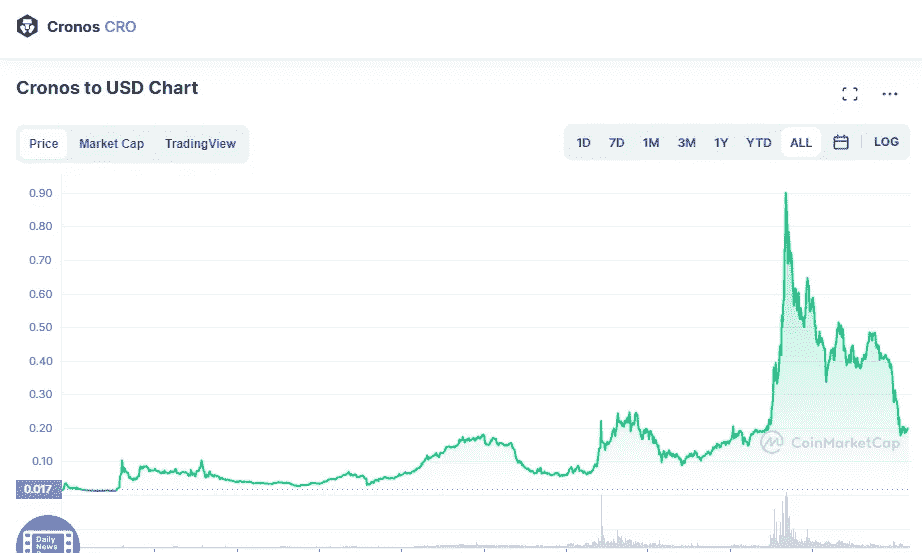 Cronos CRO
Cronos to USD Chart
Price Market Cap TradingView
1D 7D 1M 3M 1Y YTD ALL LOG
0.90
0.80
0.70
0.60
0.50
0.40
0.30
0.20
CoinMarketCap
0.10
0.017
Daily
News